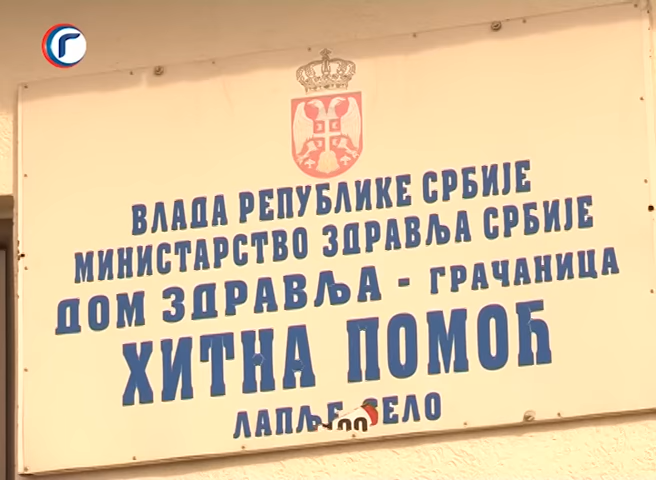 ВЛАДА РЕПУБЛИКЕ СРБИЈЕ
МИНИСТАРСТВО ЗДРАВЉА СРБИЈЕ
ДОМ ЗДРАВЉА - ГРАЧАНИЦА
ХИТНА ПОМОЋ
ЛАПЉЕ СЕЛО